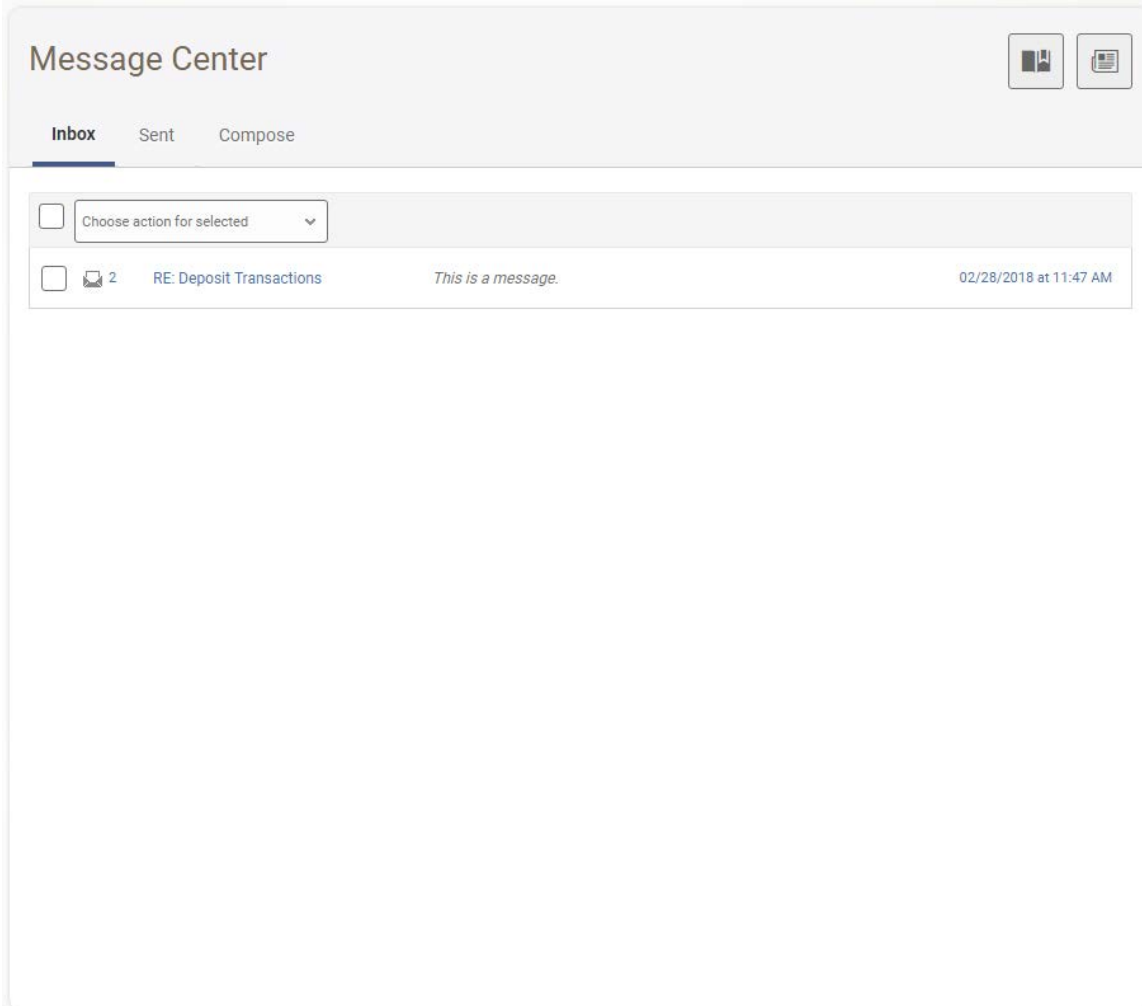 Message Center
Inbox Sent Compose
Choose action for selected
2 RE: Deposit Transactions This is a message. 02/28/2018 at 11:47 AM